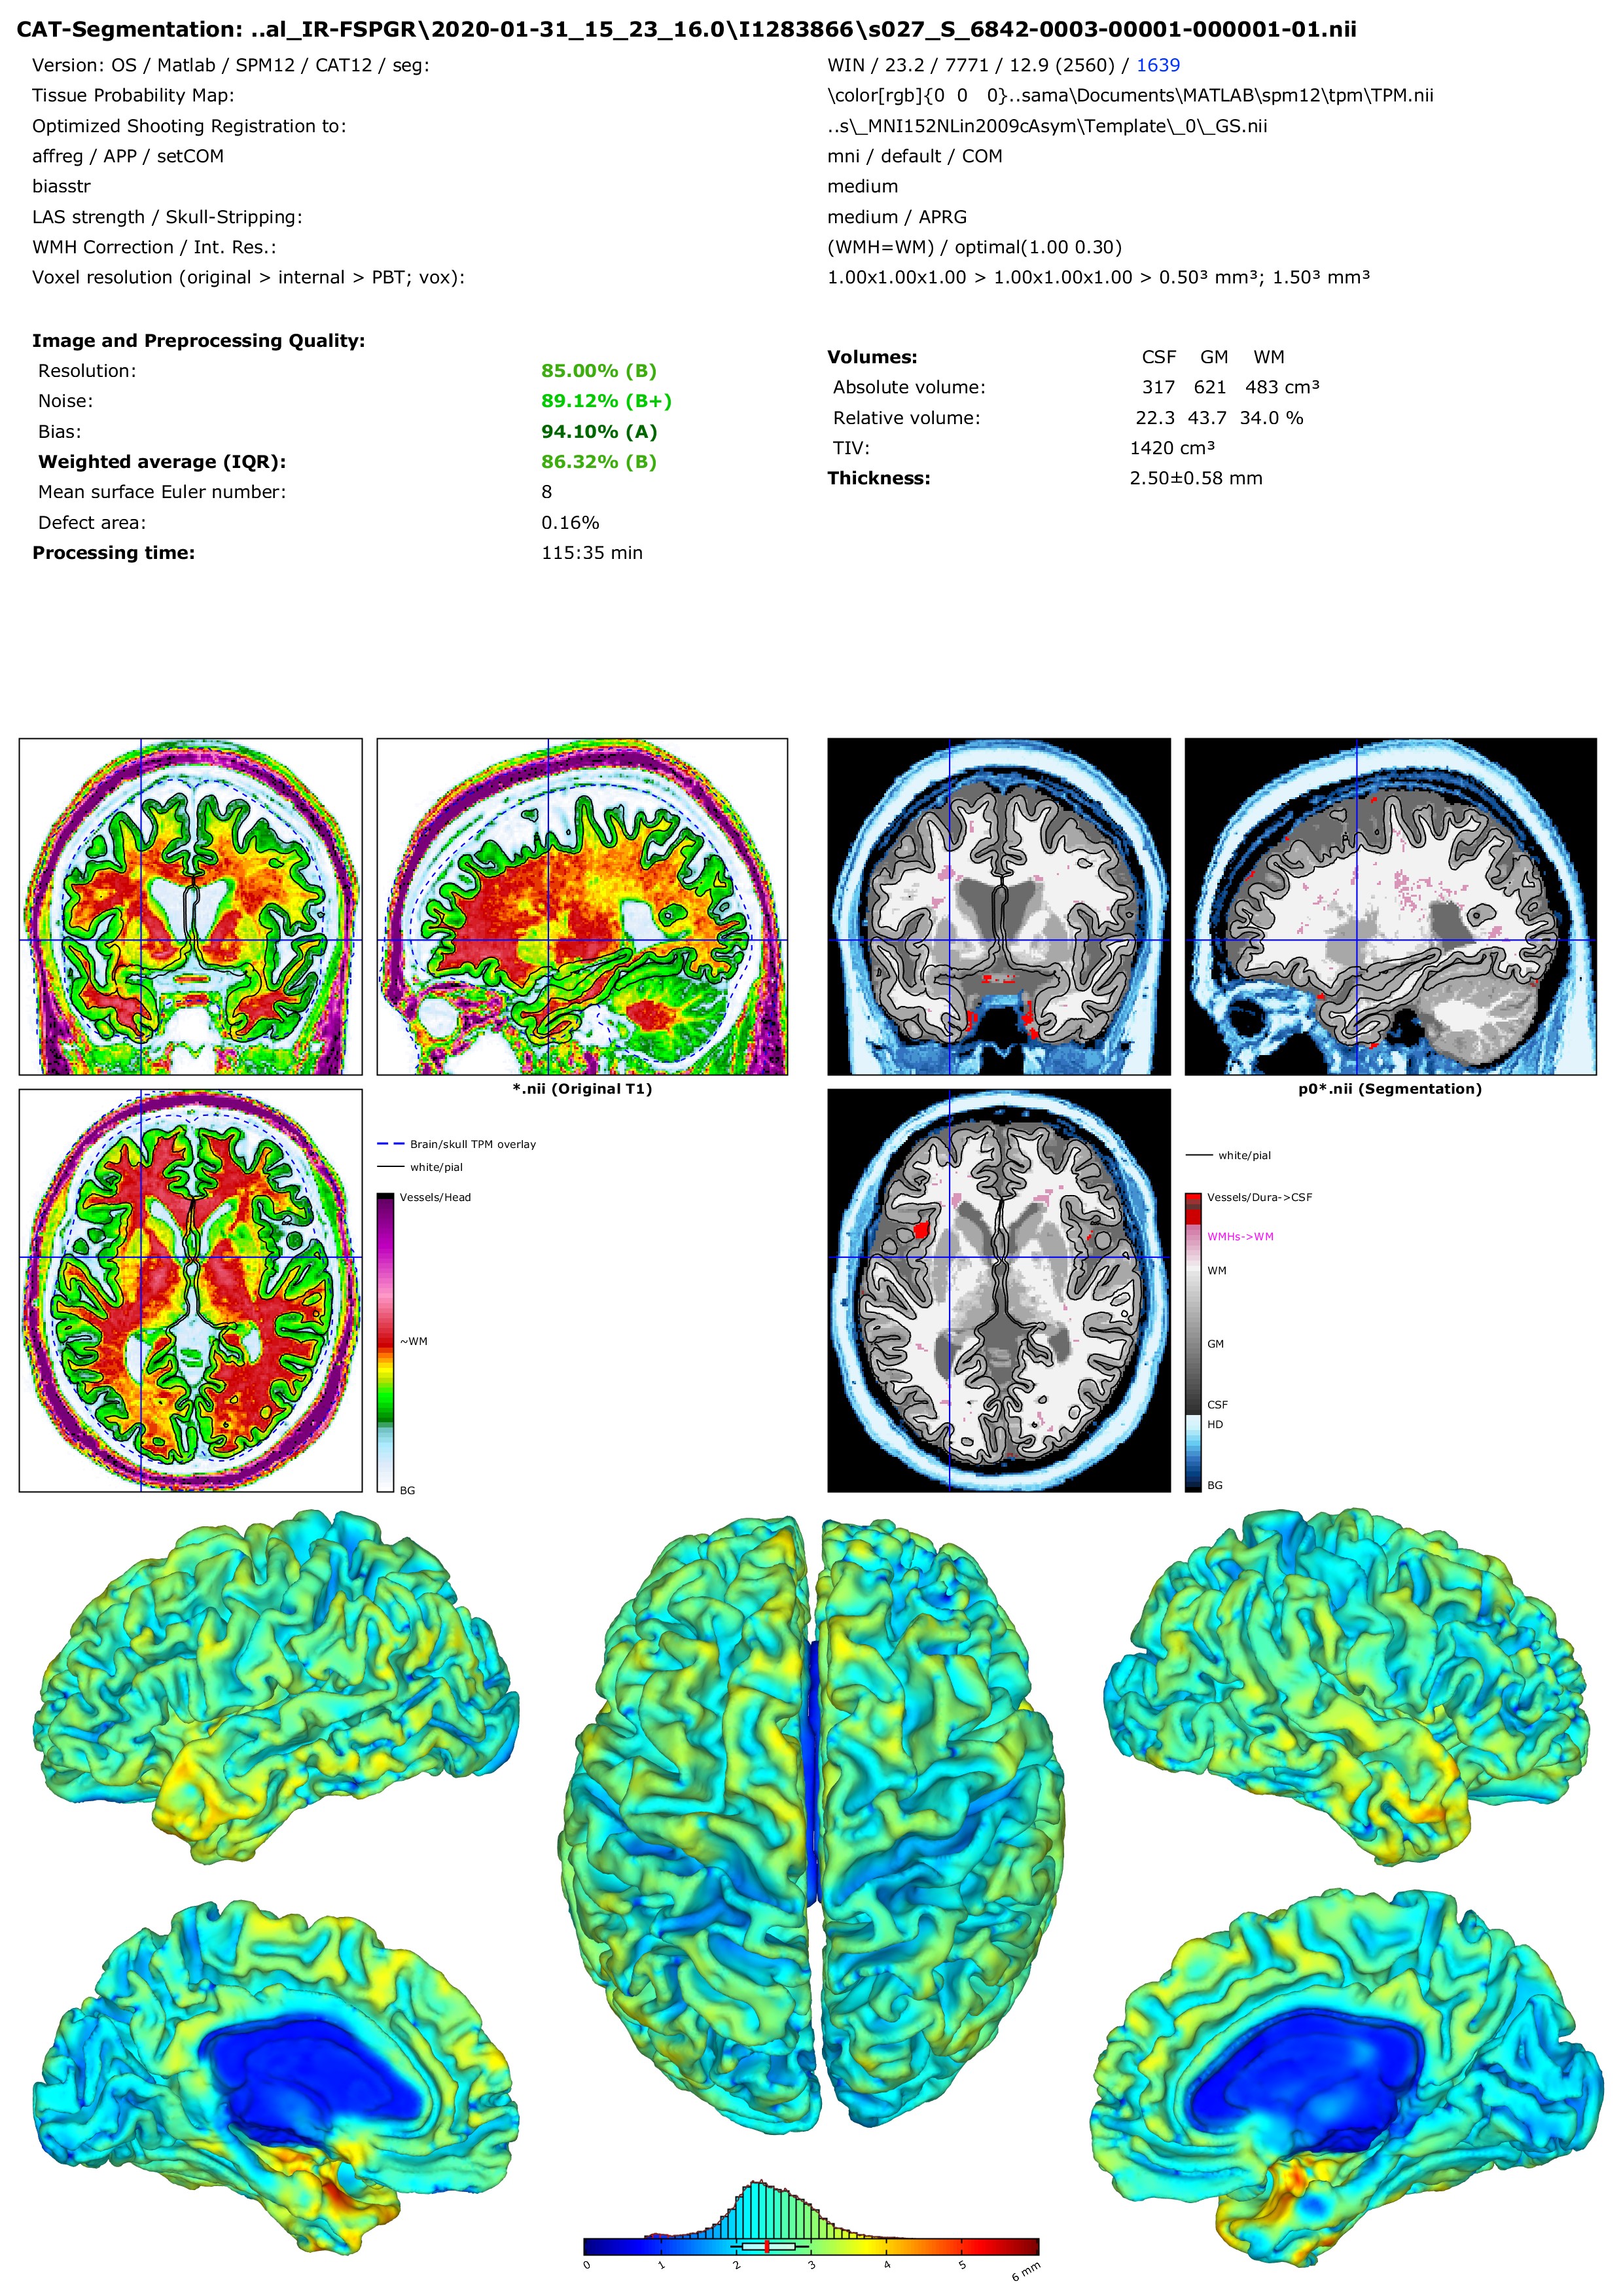 CAT-Segmentation: ..al_IR-FSPGR\2020-01-31_15_23_16.0\I1283866\s027_S_6842-0003-00001-000001-01.nii
Version: OS / Matlab / SPM12 / CAT12 / seg: WIN / 23.2 / 7771 / 12.9 (2560) / 1639
Tissue Probability Map: \color[rgb]{0 0 0}..sama\Documents\MATLAB\spm12\tpm\TPM.nii
Optimized Shooting Registration to: ..s\_MNI152NLin2009cAsym\Template\_0\_GS.nii
affreg / APP / setCOM mni / default / COM
biasstr medium
LAS strength / Skull-Stripping: medium / APRG
WMH Correction / Int. Res.: (WMH=WM) / optimal(1.00 0.30)
Voxel resolution (original > internal > PBT; vox): 1.00x1.00x1.00 > 1.00x1.00x1.00 > 0.50³ mm³; 1.50³ mm³
Image and Preprocessing Quality:
Resolution: 85.00% (B)
Noise: 89.12% (B+)
Bias: 94.10% (A)
Weighted average (IQR): 86.32% (B)
Mean surface Euler number: 8
Defect area: 0.16%
Processing time: 115:35 min
Volumes: CSF GM WM
Absolute volume: 317 621 483 cm³
Relative volume: 22.3 43.7 34.0 %
TIV: 1420 cm³
Thickness: 2.50±0.58 mm
*.nii (Original T1)
Brain/skull TPM overlay
white/pial
Vessels/Head
~WM
BG
p0*.nii (Segmentation)
white/pial
Vessels/Dura->CSF
WMHs->WM
WM
GM
CSF
HD
BG
0 1 2 3 4 5 6 mm